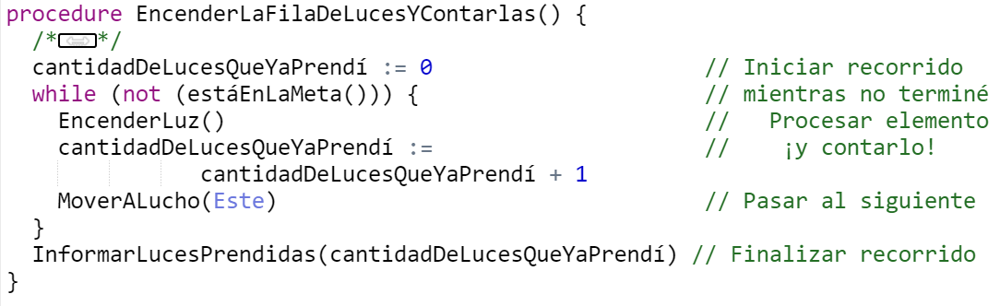 procedure EncenderLaFilaDeLucesYContarlas() {
/**/
cantidadDeLucesQueYaPrendí := 0 // Iniciar recorrido
while (not (estáEnLaMeta())) { // mientras no terminé
EncenderLuz() // Procesar elemento
cantidadDeLucesQueYaPrendí := // ¡y contarlo!
cantidadDeLucesQueYaPrendí + 1
MoverALucho(Este) // Pasar al siguiente
}
InformarLucesPrendidas(cantidadDeLucesQueYaPrendí) // Finalizar recorrido
}